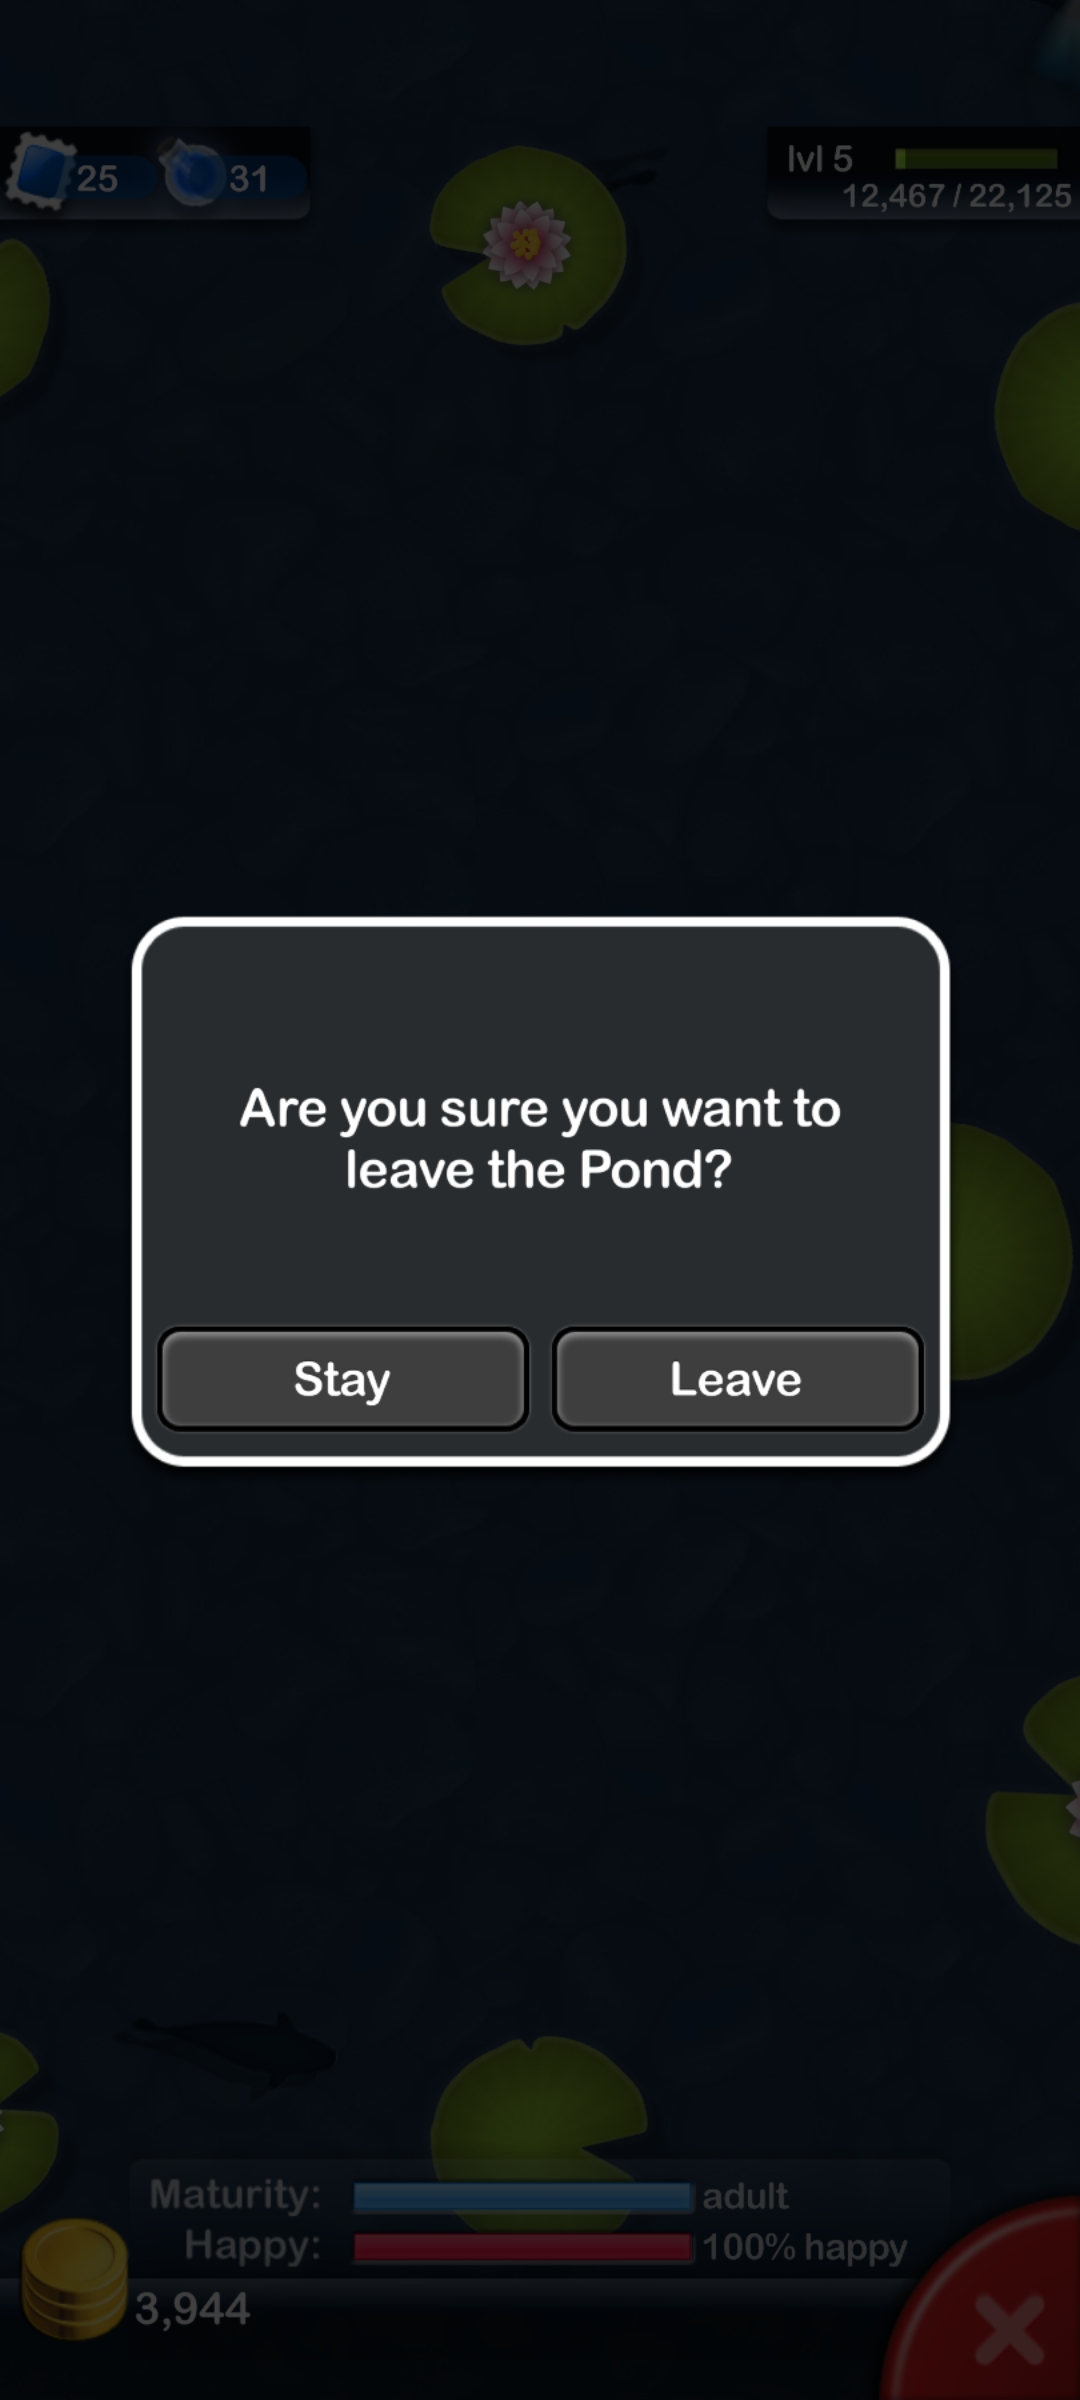 25
31
lvl 5
12,467 / 22,125
Are you sure you want to
leave the Pond?
Stay
Leave
Maturity:
adult
Happy:
100% happy
3,944